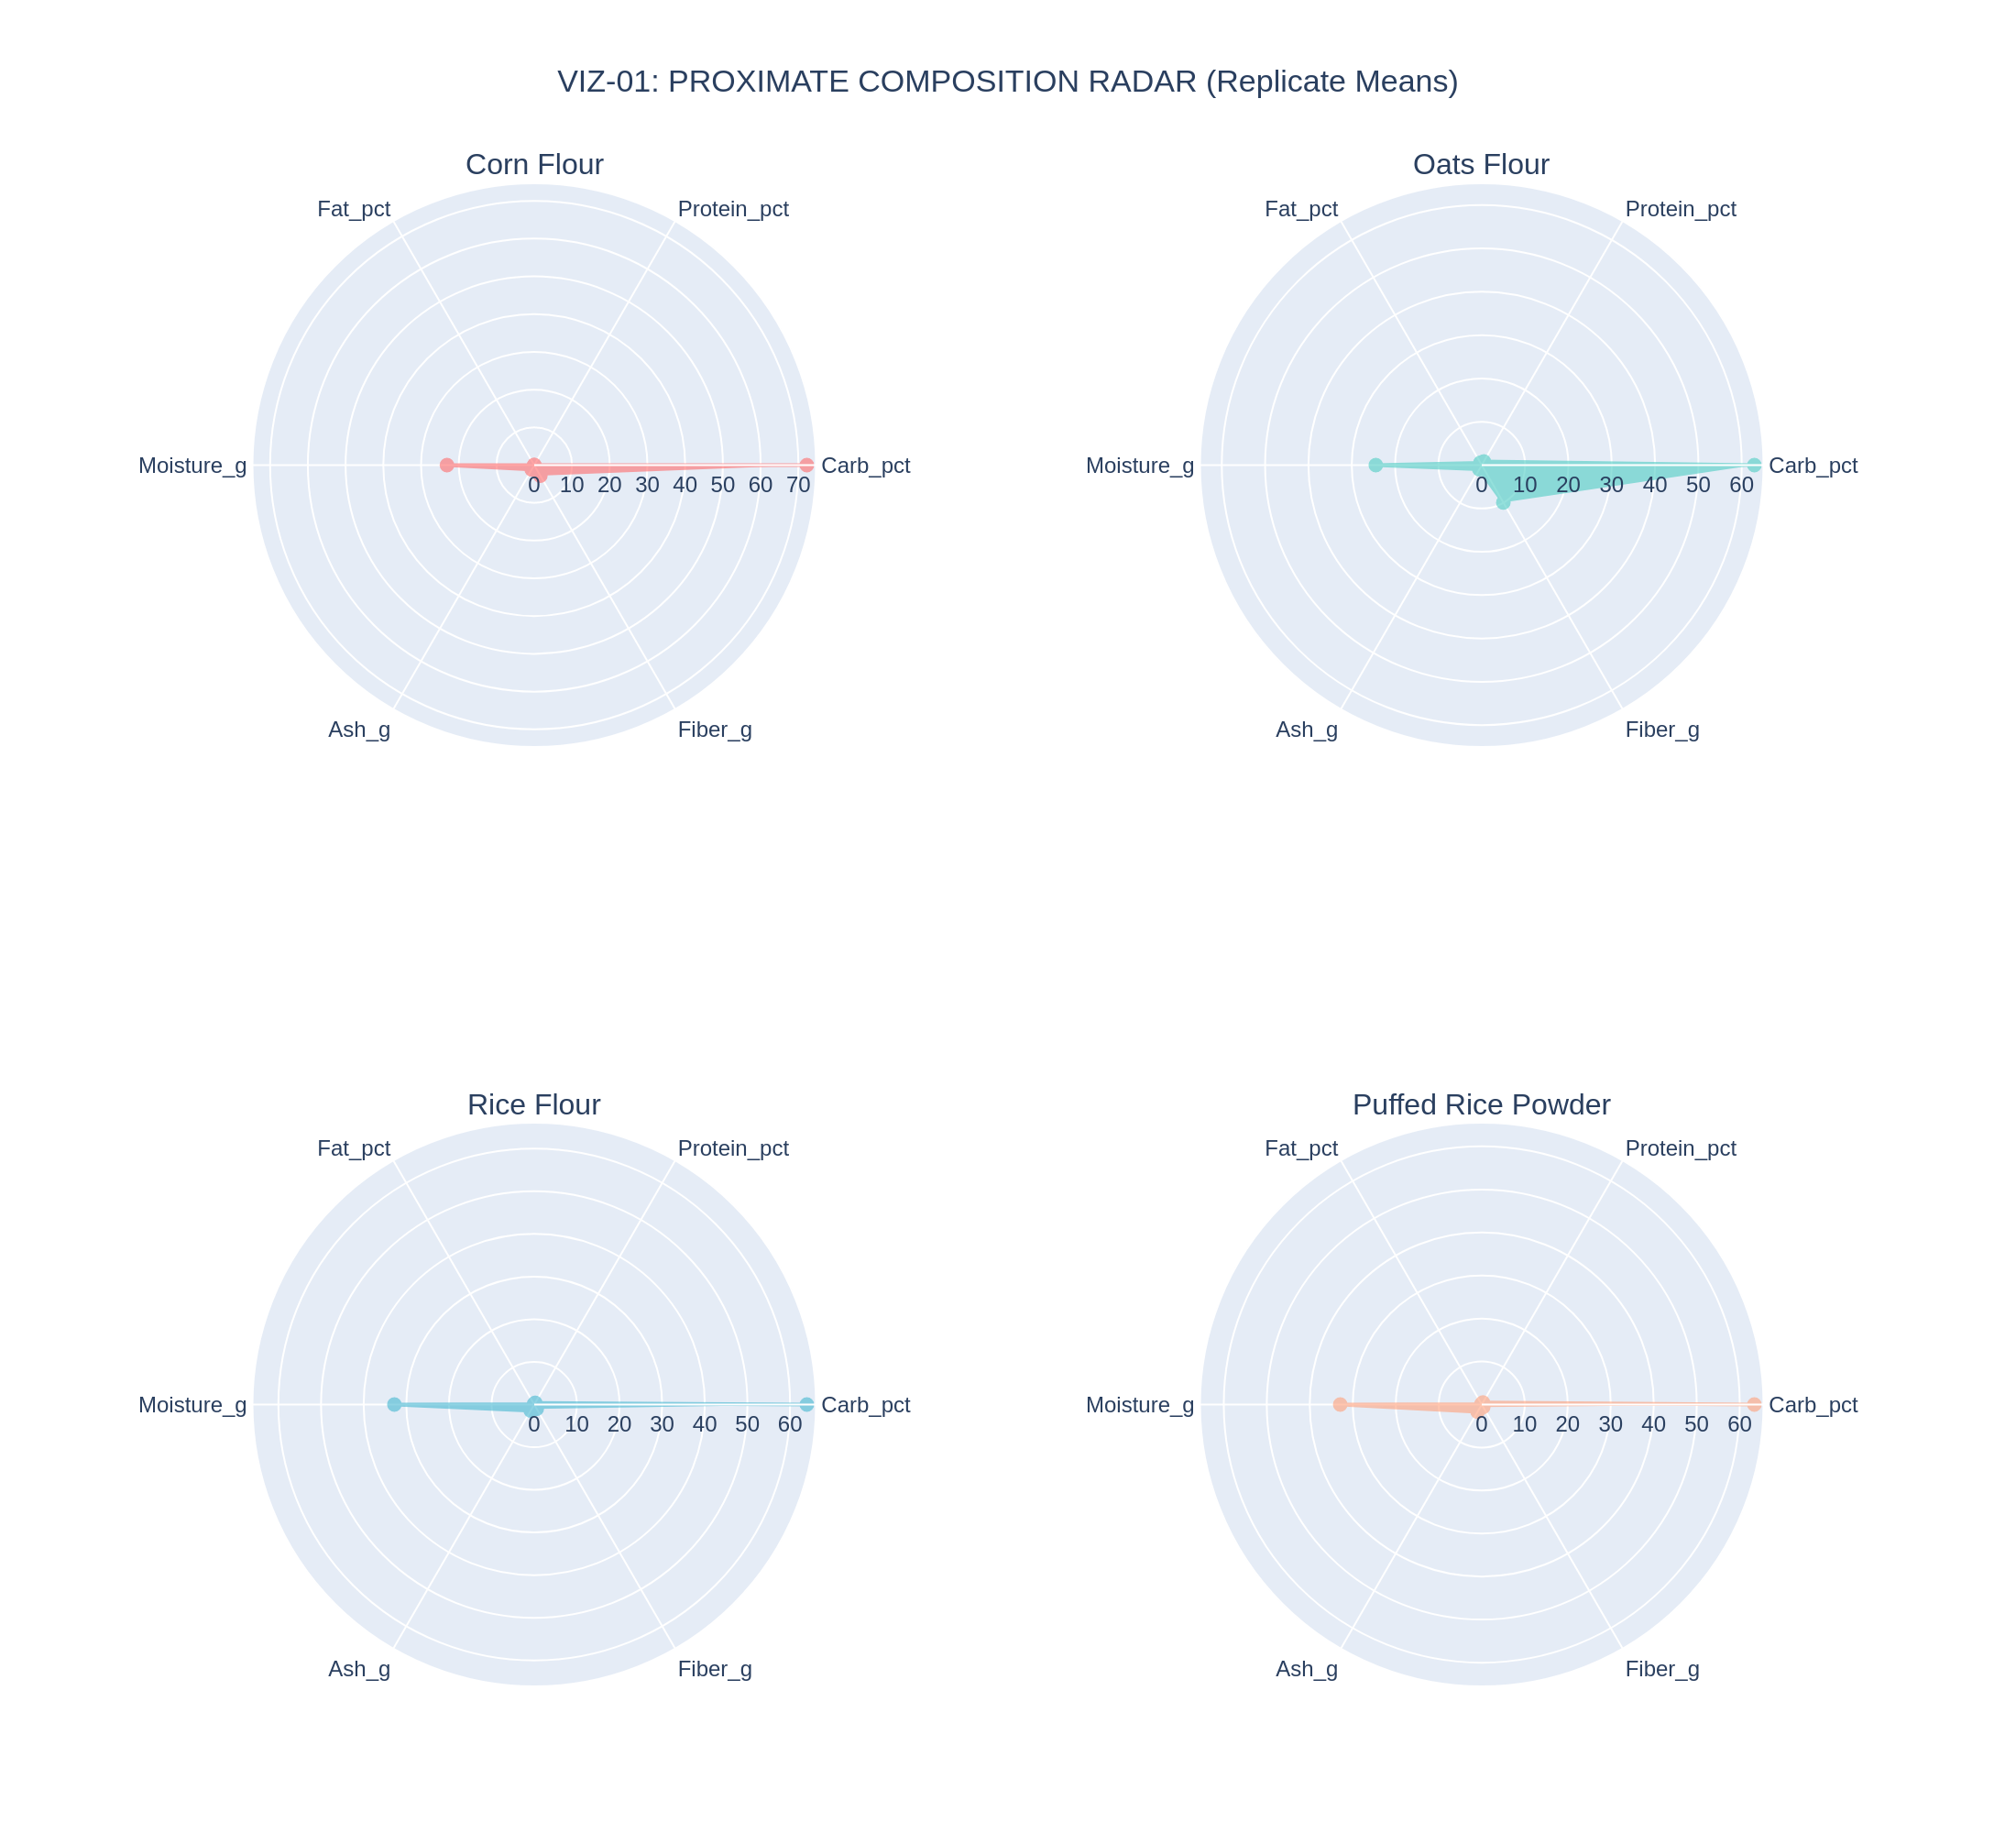 VIZ-01: PROXIMATE COMPOSITION RADAR (Replicate Means)
Corn Flour
Fat_pct
Protein_pct
Moisture_g
Carb_pct
0 10 20 30 40 50 60 70
Ash_g
Fiber_g
Oats Flour
Fat_pct
Protein_pct
Moisture_g
Carb_pct
0 10 20 30 40 50 60
Ash_g
Fiber_g
Rice Flour
Fat_pct
Protein_pct
Moisture_g
Carb_pct
0 10 20 30 40 50 60
Ash_g
Fiber_g
Puffed Rice Powder
Fat_pct
Protein_pct
Moisture_g
Carb_pct
0 10 20 30 40 50 60
Ash_g
Fiber_g